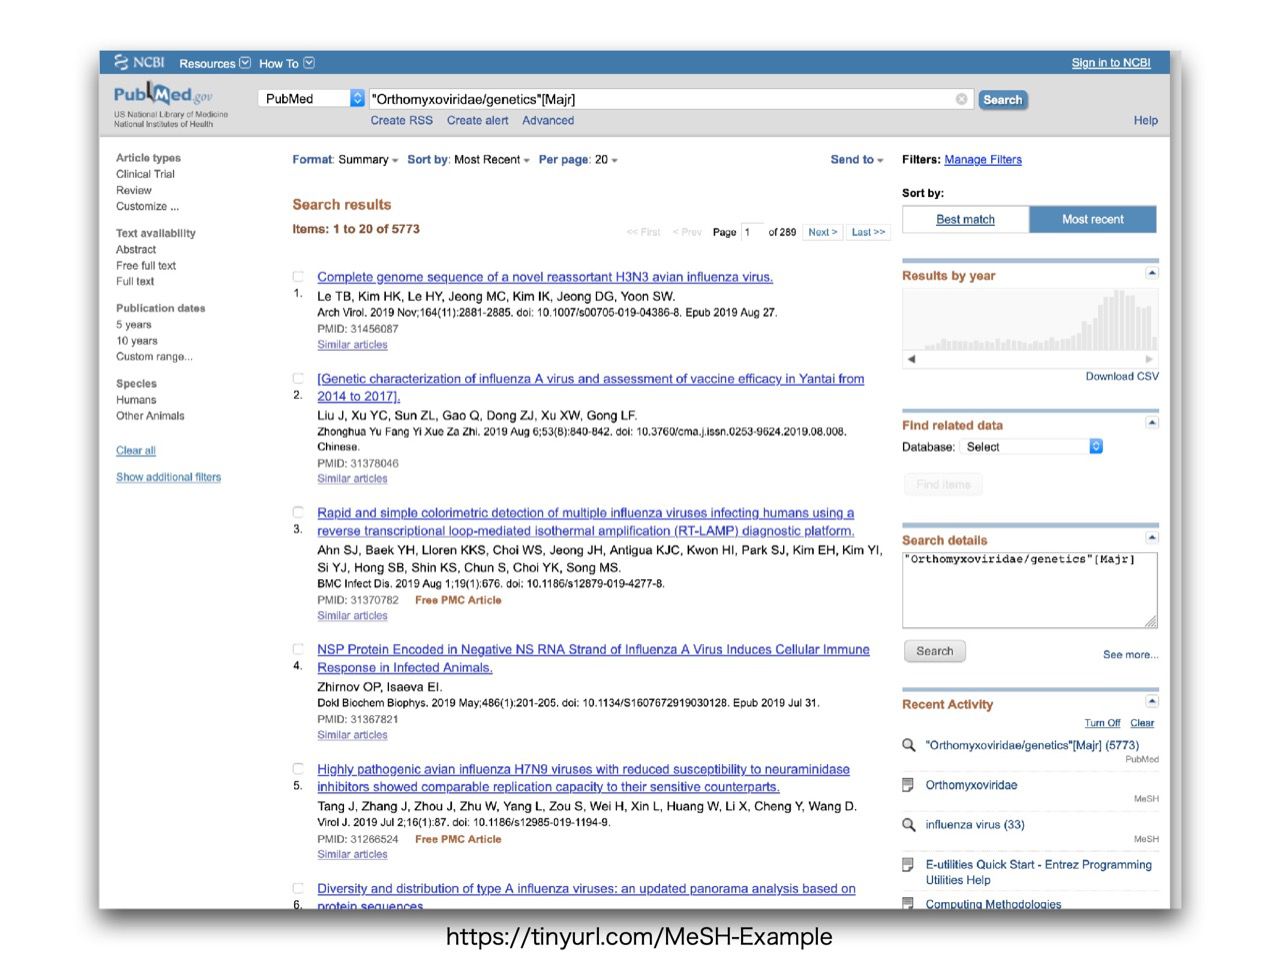 NCBI Resources How To Sign in to NCBI
PubMed.gov
US National Library of Medicine
National Institutes of Health
PubMed "Orthomyxoviridae/genetics"[Majr] Search
Create RSS Create alert Advanced Help
Article types
Clinical Trial
Review
Customize ...
Text availability
Abstract
Free full text
Full text
Publication dates
5 years
10 years
Custom range...
Species
Humans
Other Animals
Clear all
Show additional filters
Format: Summary Sort by: Most Recent Per page: 20 Send to
Search results
Items: 1 to 20 of 5773
<< First < Prev Page 1 of 289 Next > Last >>
Complete genome sequence of a novel reassortant H3N3 avian influenza virus.
1. Le TB, Kim HK, Le HY, Jeong MC, Kim IK, Jeong DG, Yoon SW.
Arch Virol. 2019 Nov;164(11):2881-2885. doi: 10.1007/s00705-019-04386-8. Epub 2019 Aug 27.
PMID: 31456087
Similar articles
[Genetic characterization of influenza A virus and assessment of vaccine efficacy in Yantai from
2. 2014 to 2017].
Liu J, Xu YC, Sun ZL, Gao Q, Dong ZJ, Xu XW, Gong LF.
Zhonghua Yu Fang Yi Xue Za Zhi. 2019 Aug 6;53(8):840-842. doi: 10.3760/cma.j.issn.0253-9624.2019.08.008.
Chinese.
PMID: 31378046
Similar articles
Rapid and simple colorimetric detection of multiple influenza viruses infecting humans using a
3. reverse transcriptional loop-mediated isothermal amplification (RT-LAMP) diagnostic platform.
Ahn SJ, Baek YH, Lloren KKS, Choi WS, Jeong JH, Antigua KJC, Kwon HI, Park SJ, Kim EH, Kim YI,
Si YJ, Hong SB, Shin KS, Chun S, Choi YK, Song MS.
BMC Infect Dis. 2019 Aug 1;19(1):676. doi: 10.1186/s12879-019-4277-8.
PMID: 31370782 Free PMC Article
Similar articles
NSP Protein Encoded in Negative NS RNA Strand of Influenza A Virus Induces Cellular Immune
4. Response in Infected Animals.
Zhirnov OP, Isaeva EI.
Dokl Biochem Biophys. 2019 May;486(1):201-205. doi: 10.1134/S1607672919030128. Epub 2019 Jul 31.
PMID: 31367821
Similar articles
Highly pathogenic avian influenza H7N9 viruses with reduced susceptibility to neuraminidase
5. inhibitors showed comparable replication capacity to their sensitive counterparts.
Tang J, Zhang J, Zhou J, Zhu W, Yang L, Zou S, Wei H, Xin L, Huang W, Li X, Cheng Y, Wang D.
Virol J. 2019 Jul 2;16(1):87. doi: 10.1186/s12985-019-1194-9.
PMID: 31266524 Free PMC Article
Similar articles
Diversity and distribution of type A influenza viruses: an updated panorama analysis based on
6. protein sequences
Filters: Manage Filters
Sort by:
Best match Most recent
Results by year
Download CSV
Find related data
Database: Select
Find items
Search details
"Orthomyxoviridae/genetics"[Majr]
Search See more...
Recent Activity
Turn Off Clear
"Orthomyxoviridae/genetics"[Majr] (5773)
PubMed
Orthomyxoviridae
MeSH
influenza virus (33)
MeSH
E-utilities Quick Start - Entrez Programming
Utilities Help
Computing Methodologies
https://tinyurl.com/MeSH-Example